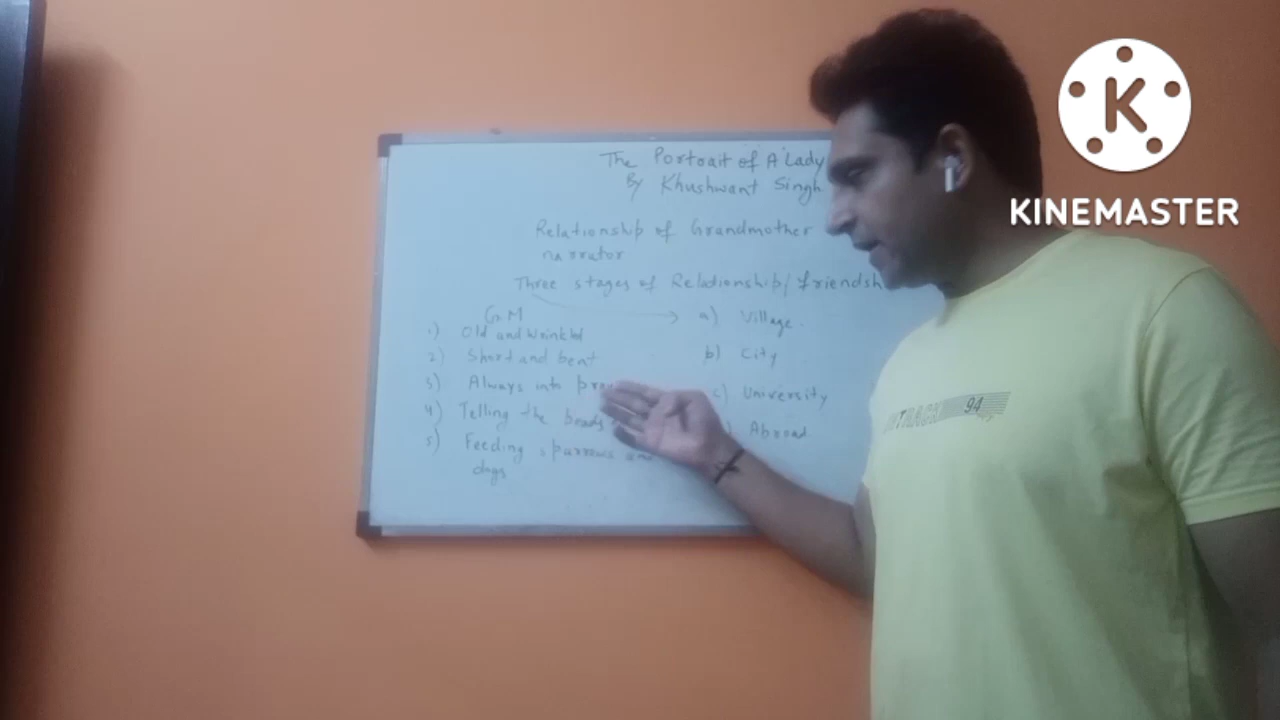 The Portrait of A Lady
By Khushwant Singh
Relationship of Grandmother
narrator
Three stages of Relationship/friendsh
G.M
1) Old and wrinkled
2) Short and bent
3) Always into
4) Telling the beads
5) Feeding sparrows and
dogs
a) Village.
b) City
c) University
Abroad
K
KINEMASTER
94